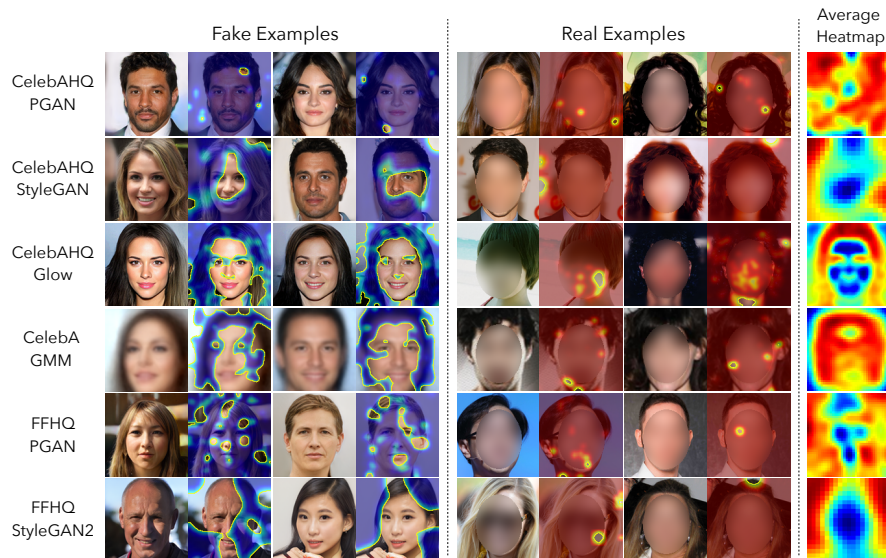 Fake Examples
Real Examples
Average
Heatmap
CelebAHQ
PGAN
CelebAHQ
StyleGAN
CelebAHQ
Glow
CelebA
GMM
FFHQ
PGAN
FFHQ
StyleGAN2